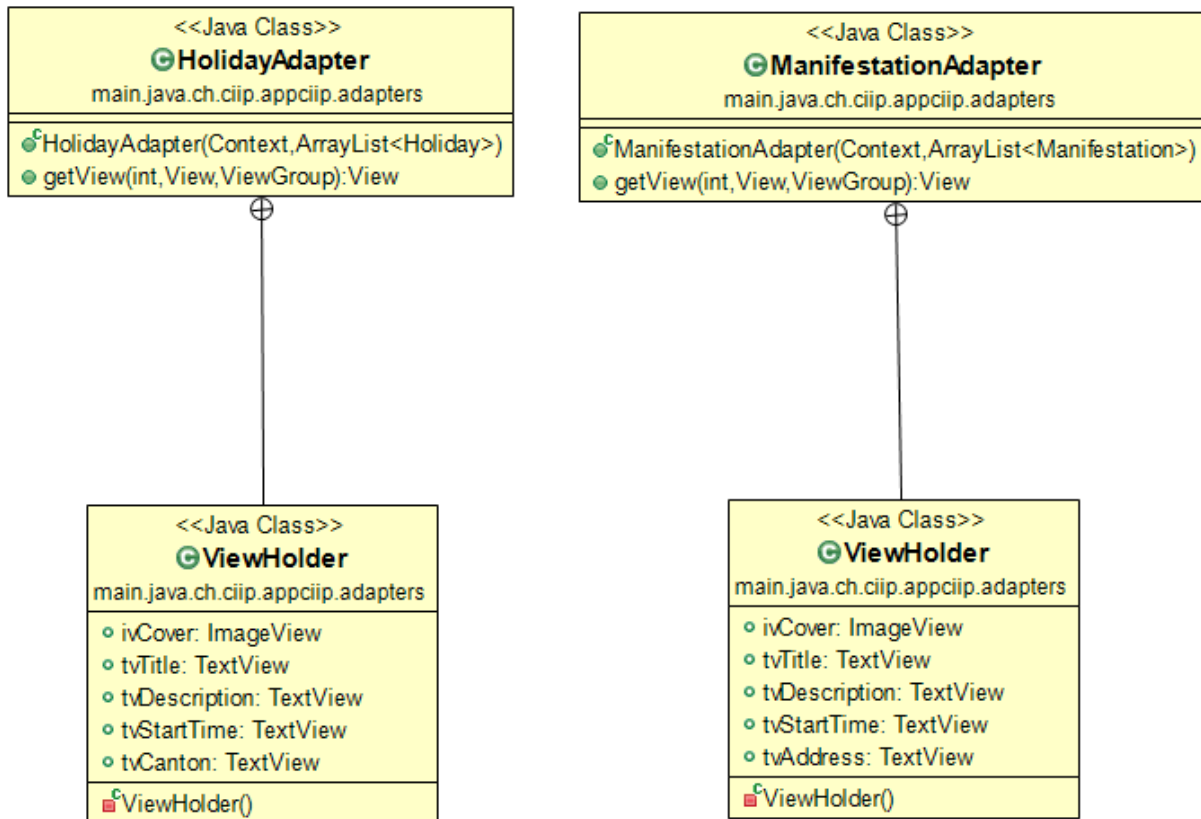 <<Java Class>>
HolidayAdapter
main.java.ch.ciip.appciip.adapters
HolidayAdapter(Context,ArrayList<Holiday>)
getView(int,View,ViewGroup):View
<<Java Class>>
ManifestationAdapter
main.java.ch.ciip.appciip.adapters
ManifestationAdapter(Context,ArrayList<Manifestation>)
getView(int,View,ViewGroup):View
<<Java Class>>
ViewHolder
main.java.ch.ciip.appciip.adapters
ivCover: ImageView
tvTitle: TextView
tvDescription: TextView
tvStartTime: TextView
tvCanton: TextView
ViewHolder()
<<Java Class>>
ViewHolder
main.java.ch.ciip.appciip.adapters
ivCover: ImageView
tvTitle: TextView
tvDescription: TextView
tvStartTime: TextView
tvAddress: TextView
ViewHolder()